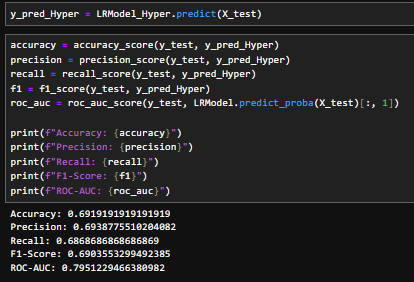 y_pred_Hyper = LRModel_Hyper.predict(X_test)
accuracy = accuracy_score(y_test, y_pred_Hyper)
precision = precision_score(y_test, y_pred_Hyper)
recall = recall_score(y_test, y_pred_Hyper)
f1 = f1_score(y_test, y_pred_Hyper)
roc_auc = roc_auc_score(y_test, LRModel.predict_proba(X_test)[:, 1])
print(f"Accuracy: {accuracy}")
print(f"Precision: {precision}")
print(f"Recall: {recall}")
print(f"F1-Score: {f1}")
print(f"ROC-AUC: {roc_auc}")
Accuracy: 0.6919191919191919
Precision: 0.6938775510204082
Recall: 0.6868686868686869
F1-Score: 0.6903553299492385
ROC-AUC: 0.7951229466380982